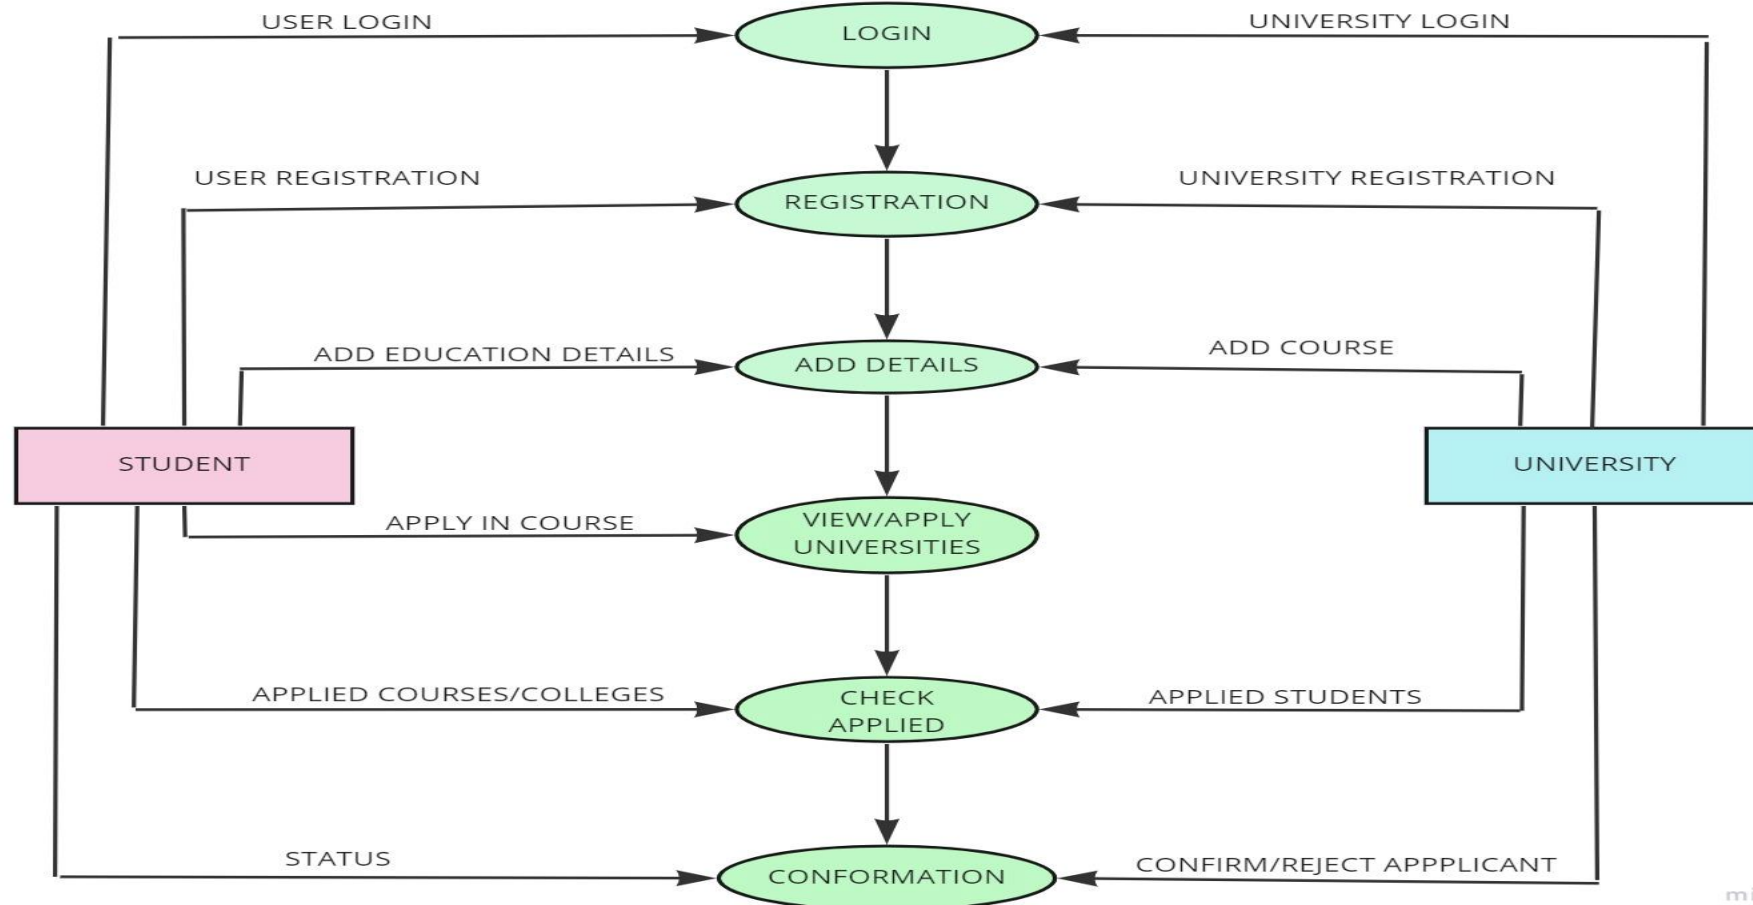 USER LOGIN
LOGIN
UNIVERSITY LOGIN
USER REGISTRATION
REGISTRATION
UNIVERSITY REGISTRATION
ADD EDUCATION DETAILS
ADD DETAILS
ADD COURSE
STUDENT
UNIVERSITY
APPLY IN COURSE
VIEW/APPLY
UNIVERSITIES
APPLIED COURSES/COLLEGES
CHECK
APPLIED
APPLIED STUDENTS
STATUS
CONFORMATION
CONFIRM/REJECT APPPLICANT